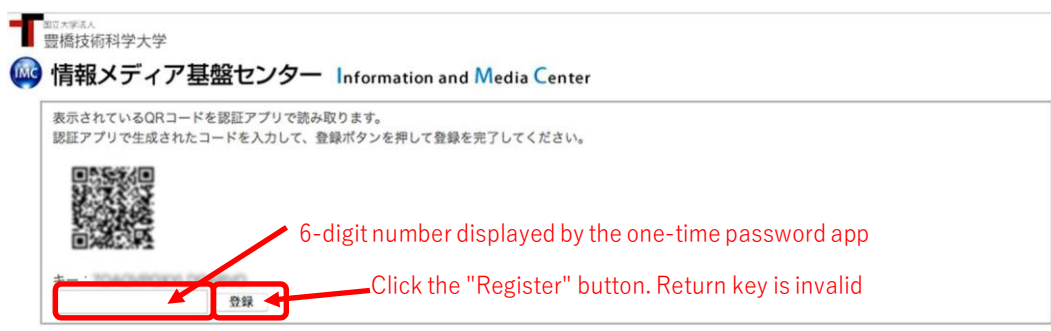 国立大学法人
豊橋技術科学大学
IMC 情報メディア基盤センター Information and Media Center
表示されているQRコードを認証アプリで読み取ります。
認証アプリで生成されたコードを入力して、登録ボタンを押して登録を完了してください。
6-digit number displayed by the one-time password app
キー:
Click the "Register" button. Return key is invalid
登録